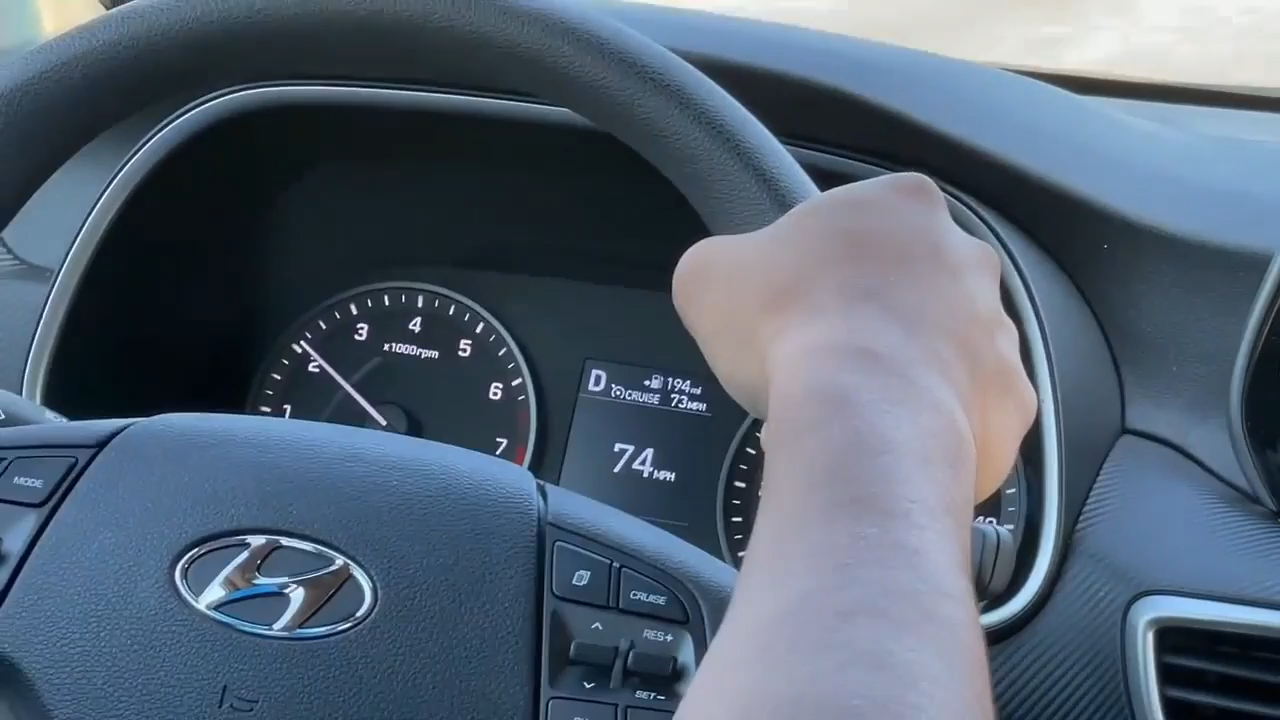 3
4
5
x1000rpm
2
6
1
7
D
194mi
CRUISE 73MPH
74MPH
MODE
CRUISE
RES+
SET-